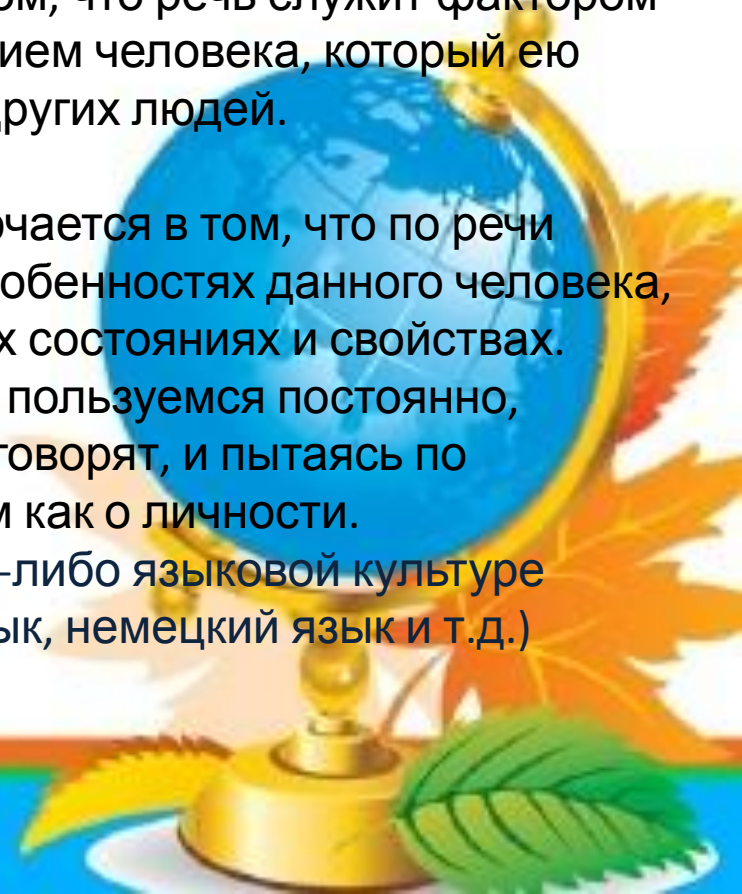 ом, что речь служит фактором
ием человека, который ею
других людей.
чается в том, что по речи
обенностях данного человека,
х состояниях и свойствах.
пользуемся постоянно,
говорят, и пытаясь по
м как о личности.
-либо языковой культуре
ык, немецкий язык и т.д.)